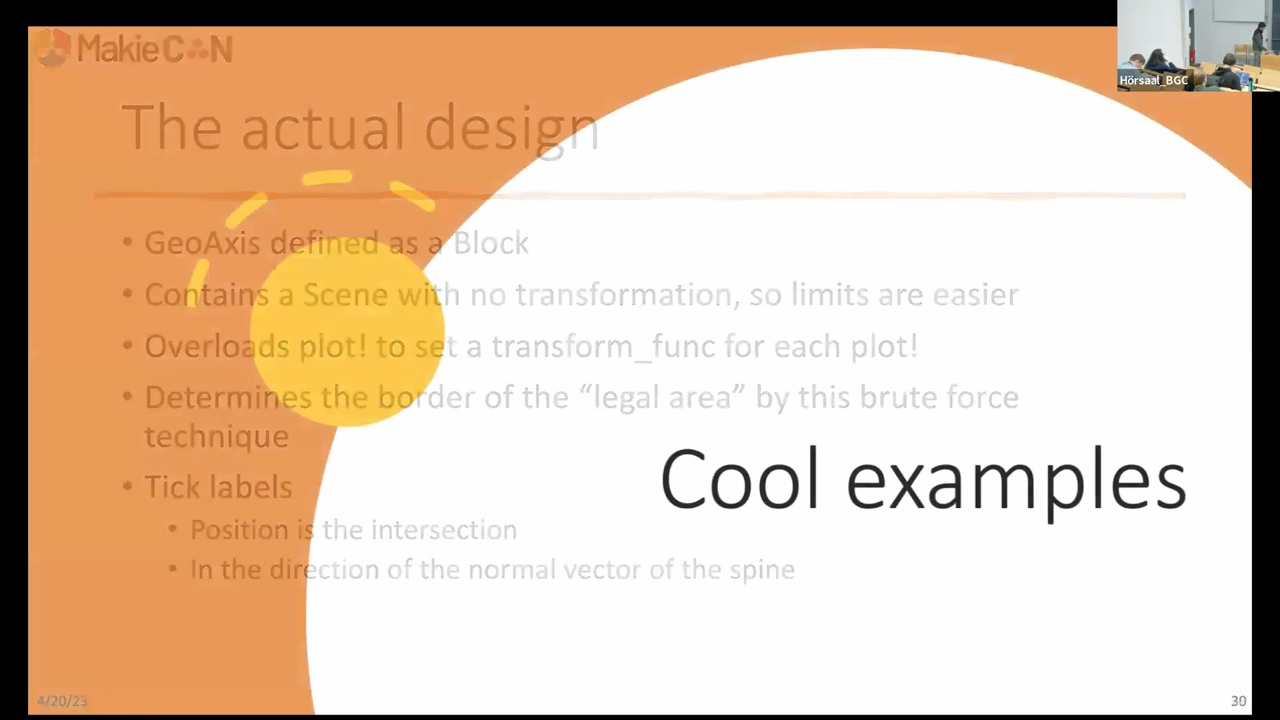 MakieCON
Hörsaal_BGC
The actual design
• GeoAxis defined as a Block
• Contains a Scene with no transformation, so limits are easier
• Overloads plot! to set a transform_func for each plot!
• Determines the border of the “legal area” by this brute force
technique
Cool examples
• Tick labels
• Position is the intersection
• In the direction of the normal vector of the spine
4/20/23